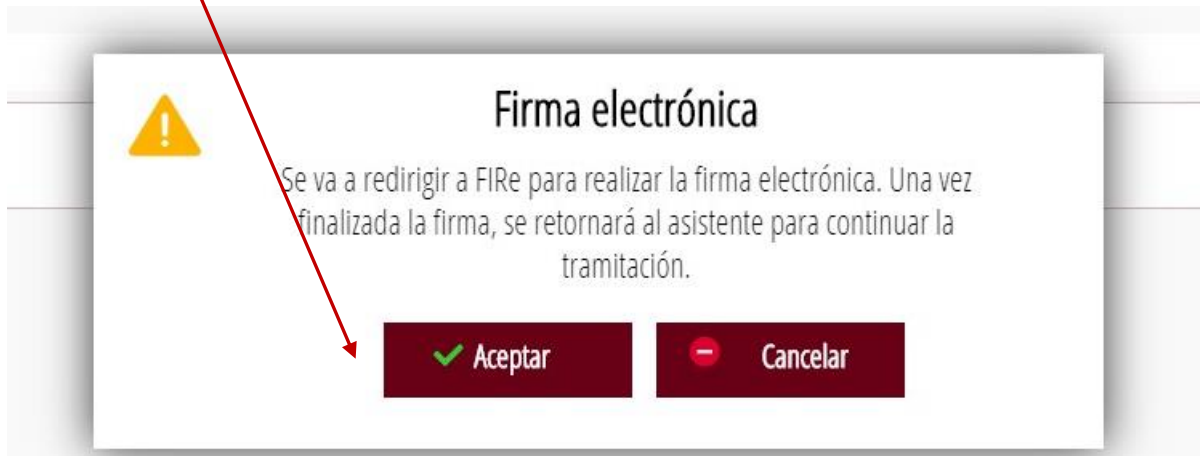 Firma electrónica
Se va a redirigir a FIRe para realizar la firma electrónica. Una vez
finalizada la firma, se retornará al asistente para continuar la
tramitación.
Aceptar
Cancelar